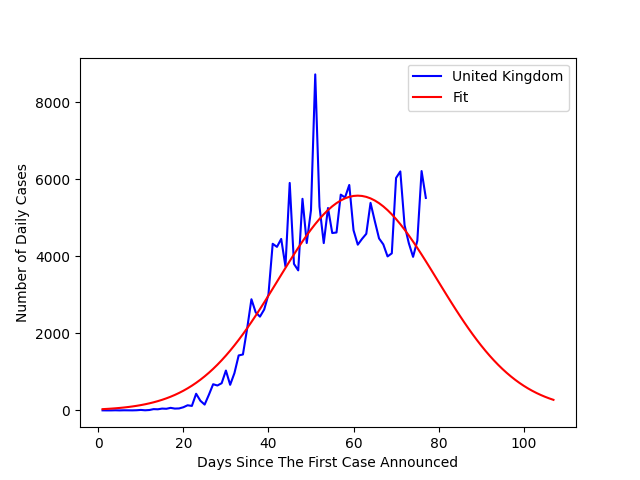 United Kingdom
Fit
8000
6000
4000
2000
0
Number of Daily Cases
0 20 40 60 80 100
Days Since The First Case Announced